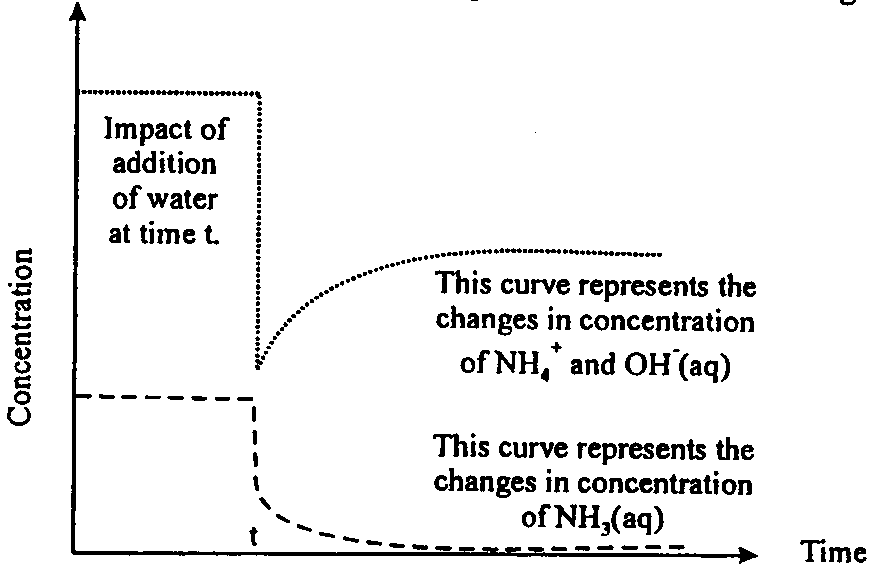 Impact of
addition
of water
at time t.
Concentration
This curve represents the
changes in concentration
of NH₄⁺ and OH⁻(aq)
This curve represents the
changes in concentration
of NH₃(aq)
t
Time